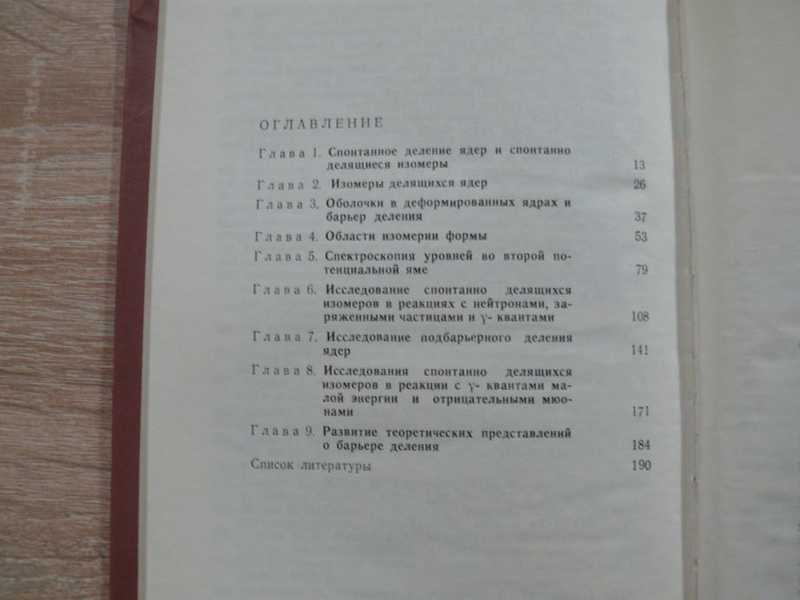 ОГЛАВЛЕНИЕ
Глава 1. Спонтанное деление ядер и спонтанно
делящиеся изомеры 13
Глава 2. Изомеры делящихся ядер 26
Глава 3. Оболочки в деформированных ядрах и
барьер деления 37
Глава 4. Области изомерии формы 53
Глава 5. Спектроскопия уровней во второй по-
тенциальной яме 79
Глава 6. Исследование спонтанно делящихся
изомеров в реакциях с нейтронами, за-
ряженными частицами и γ- квантами 108
Глава 7. Исследование подбарьерного деления
ядер 141
Глава 8. Исследования спонтанно делящихся
изомеров в реакции с γ- квантами ма-
лой энергии и отрицательными мюо-
нами 171
Глава 9. Развитие теоретических представлений
о барьере деления 184
Список литературы 190